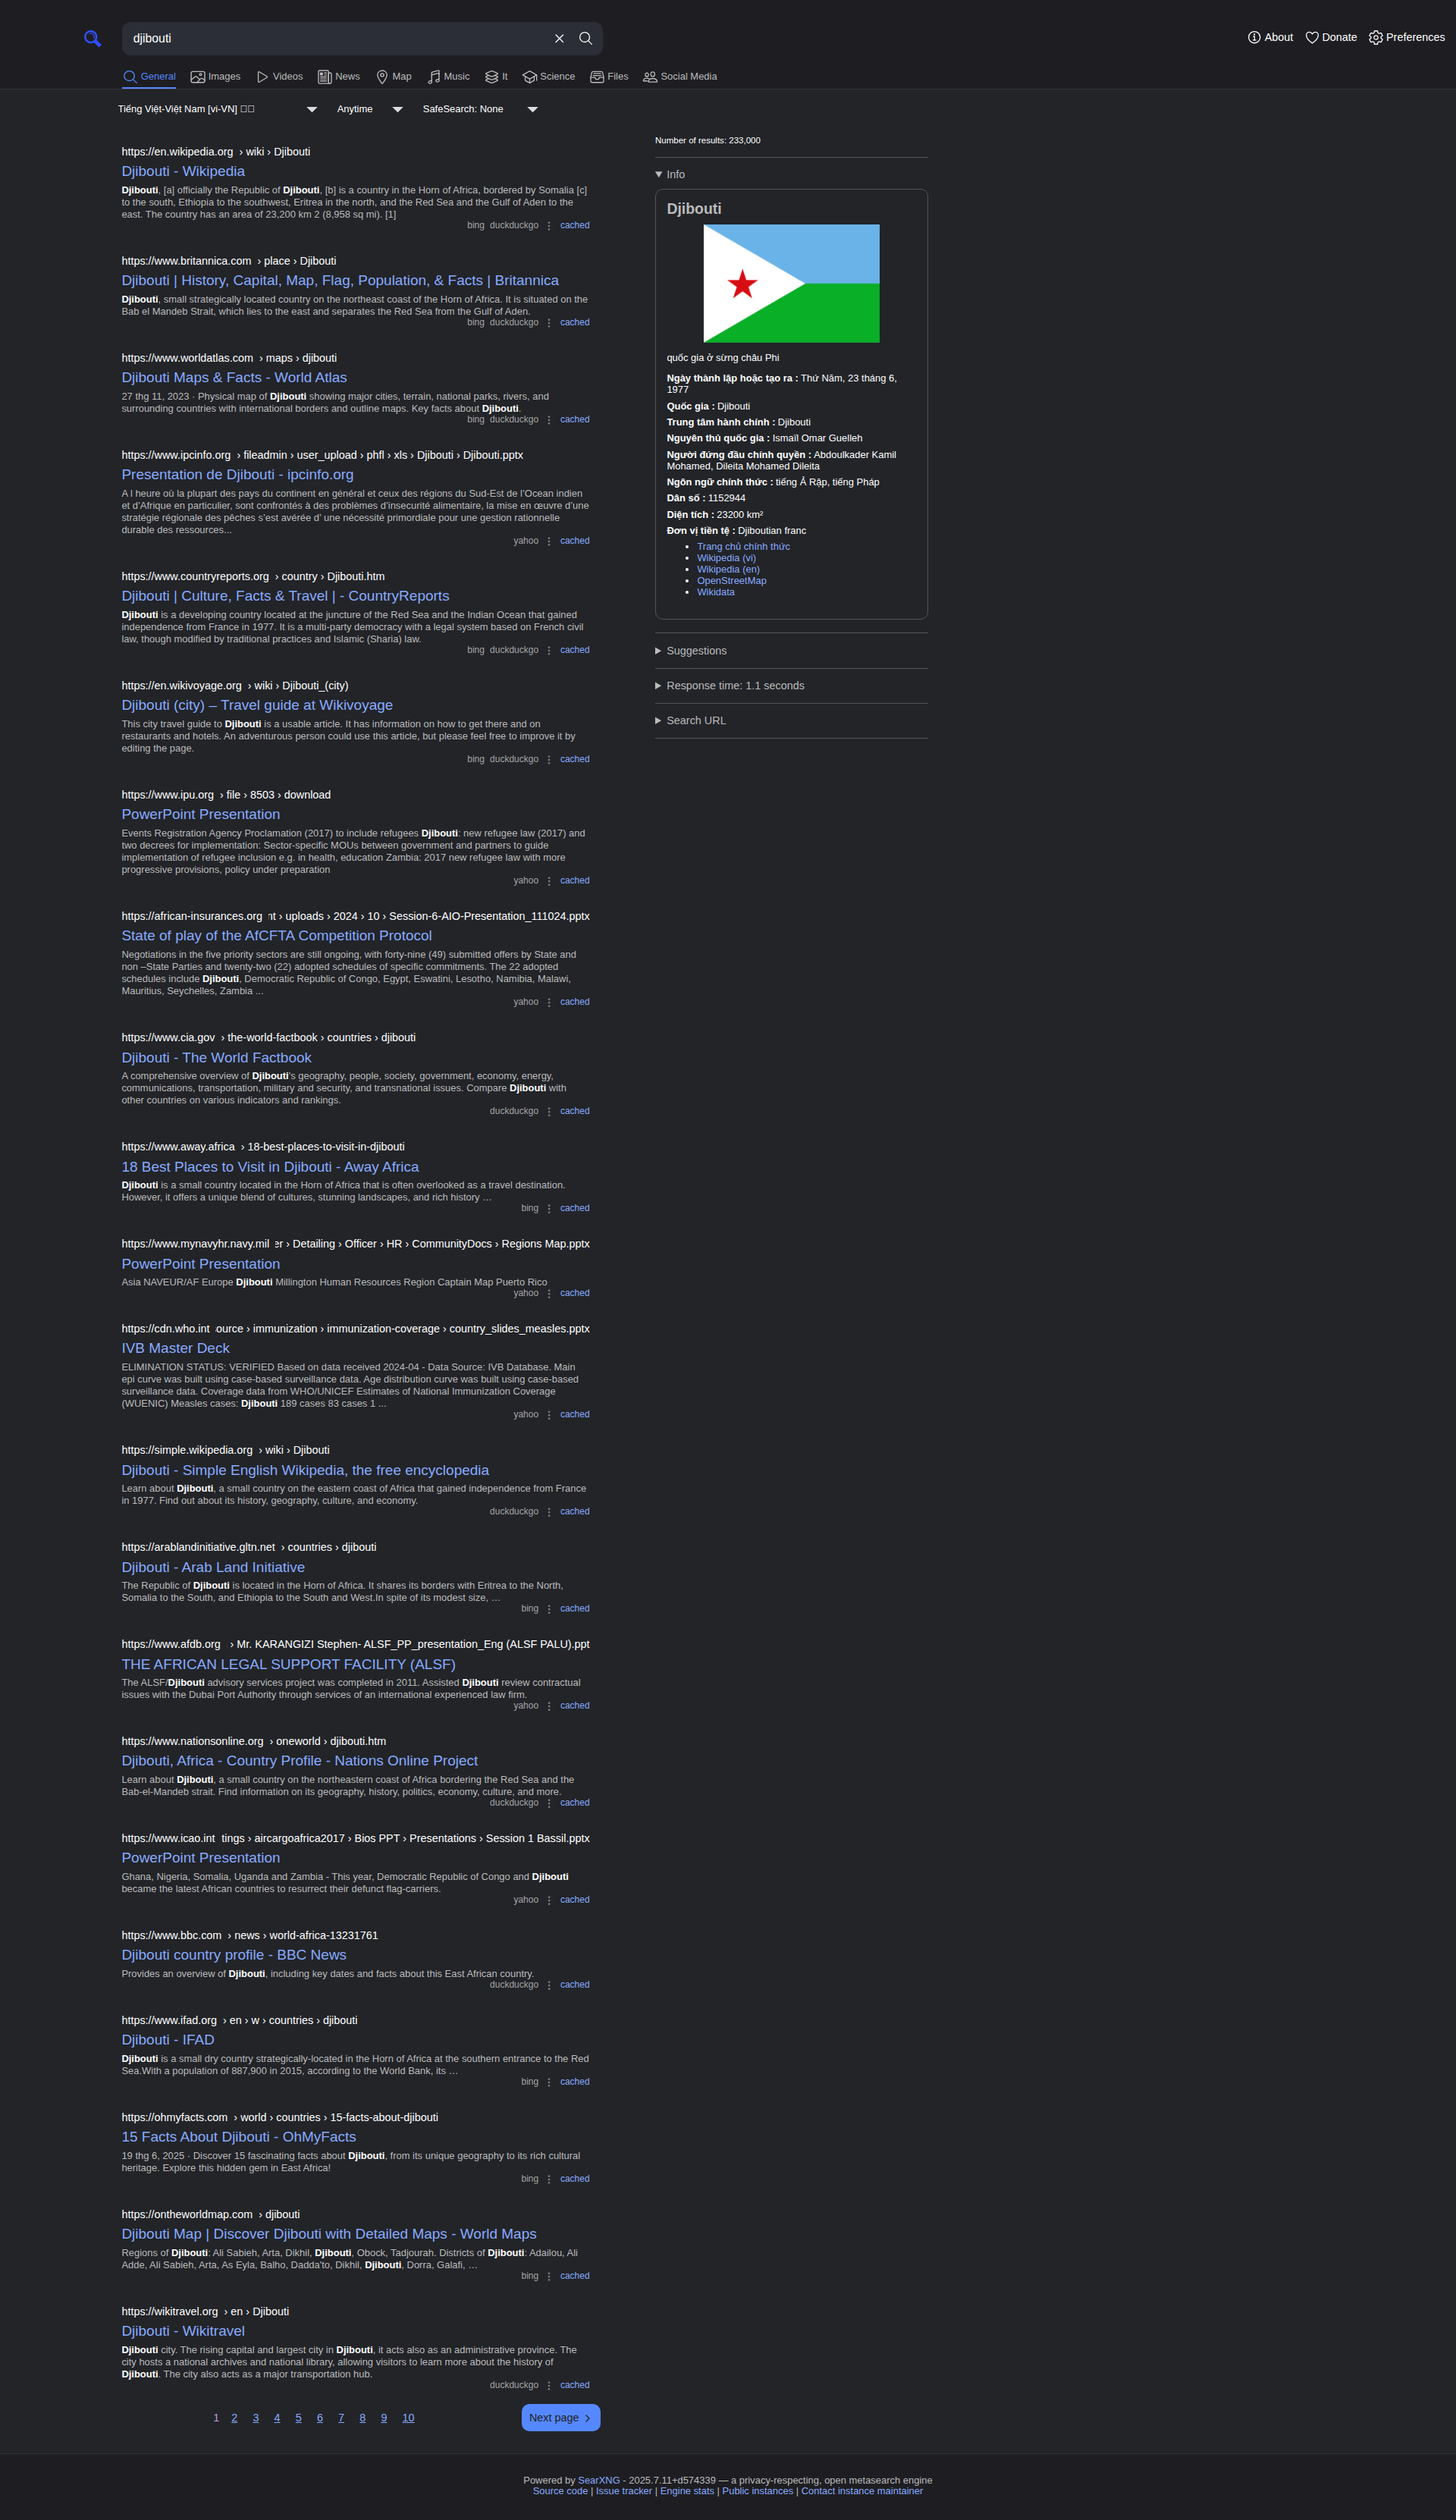 djibouti
About
Donate
Preferences
General
Images
Videos
News
Map
Music
It
Science
Files
Social Media
Tiếng Việt-Việt Nam [vi-VN]
Anytime
SafeSearch: None
https://en.wikipedia.org › wiki › Djibouti
Djibouti - Wikipedia
Djibouti, [a] officially the Republic of Djibouti, [b] is a country in the Horn of Africa, bordered by Somalia [c]
to the south, Ethiopia to the southwest, Eritrea in the north, and the Red Sea and the Gulf of Aden to the
east. The country has an area of 23,200 km 2 (8,958 sq mi). [1]
bing duckduckgo ⋮ cached
https://www.britannica.com › place › Djibouti
Djibouti | History, Capital, Map, Flag, Population, & Facts | Britannica
Djibouti, small strategically located country on the northeast coast of the Horn of Africa. It is situated on the
Bab el Mandeb Strait, which lies to the east and separates the Red Sea from the Gulf of Aden.
bing duckduckgo ⋮ cached
https://www.worldatlas.com › maps › djibouti
Djibouti Maps & Facts - World Atlas
27 thg 11, 2023 · Physical map of Djibouti showing major cities, terrain, national parks, rivers, and
surrounding countries with international borders and outline maps. Key facts about Djibouti.
bing duckduckgo ⋮ cached
https://www.ipcinfo.org › fileadmin › user_upload › phfl › xls › Djibouti › Djibouti.pptx
Presentation de Djibouti - ipcinfo.org
A l heure où la plupart des pays du continent en général et ceux des régions du Sud-Est de l'Ocean indien
et d'Afrique en particulier, sont confrontés à des problèmes d'insecurité alimentaire, la mise en œuvre d'une
stratégie régionale des pêches s'est avérée d' une nécessité primordiale pour une gestion rationnelle
durable des ressources...
yahoo ⋮ cached
https://www.countryreports.org › country › Djibouti.htm
Djibouti | Culture, Facts & Travel | - CountryReports
Djibouti is a developing country located at the juncture of the Red Sea and the Indian Ocean that gained
independence from France in 1977. It is a multi-party democracy with a legal system based on French civil
law, though modified by traditional practices and Islamic (Sharia) law.
bing duckduckgo ⋮ cached
https://en.wikivoyage.org › wiki › Djibouti_(city)
Djibouti (city) – Travel guide at Wikivoyage
This city travel guide to Djibouti is a usable article. It has information on how to get there and on
restaurants and hotels. An adventurous person could use this article, but please feel free to improve it by
editing the page.
bing duckduckgo ⋮ cached
https://www.ipu.org › file › 8503 › download
PowerPoint Presentation
Events Registration Agency Proclamation (2017) to include refugees Djibouti: new refugee law (2017) and
two decrees for implementation: Sector-specific MOUs between government and partners to guide
implementation of refugee inclusion e.g. in health, education Zambia: 2017 new refugee law with more
progressive provisions, policy under preparation
yahoo ⋮ cached
https://african-insurances.org nt › uploads › 2024 › 10 › Session-6-AIO-Presentation_111024.pptx
State of play of the AfCFTA Competition Protocol
Negotiations in the five priority sectors are still ongoing, with forty-nine (49) submitted offers by State and
non –State Parties and twenty-two (22) adopted schedules of specific commitments. The 22 adopted
schedules include Djibouti, Democratic Republic of Congo, Egypt, Eswatini, Lesotho, Namibia, Malawi,
Mauritius, Seychelles, Zambia ...
yahoo ⋮ cached
https://www.cia.gov › the-world-factbook › countries › djibouti
Djibouti - The World Factbook
A comprehensive overview of Djibouti's geography, people, society, government, economy, energy,
communications, transportation, military and security, and transnational issues. Compare Djibouti with
other countries on various indicators and rankings.
duckduckgo ⋮ cached
https://www.away.africa › 18-best-places-to-visit-in-djibouti
18 Best Places to Visit in Djibouti - Away Africa
Djibouti is a small country located in the Horn of Africa that is often overlooked as a travel destination.
However, it offers a unique blend of cultures, stunning landscapes, and rich history …
bing ⋮ cached
https://www.mynavyhr.navy.mil er › Detailing › Officer › HR › CommunityDocs › Regions Map.pptx
PowerPoint Presentation
Asia NAVEUR/AF Europe Djibouti Millington Human Resources Region Captain Map Puerto Rico
yahoo ⋮ cached
https://cdn.who.int ource › immunization › immunization-coverage › country_slides_measles.pptx
IVB Master Deck
ELIMINATION STATUS: VERIFIED Based on data received 2024-04 - Data Source: IVB Database. Main
epi curve was built using case-based surveillance data. Age distribution curve was built using case-based
surveillance data. Coverage data from WHO/UNICEF Estimates of National Immunization Coverage
(WUENIC) Measles cases: Djibouti 189 cases 83 cases 1 ...
yahoo ⋮ cached
https://simple.wikipedia.org › wiki › Djibouti
Djibouti - Simple English Wikipedia, the free encyclopedia
Learn about Djibouti, a small country on the eastern coast of Africa that gained independence from France
in 1977. Find out about its history, geography, culture, and economy.
duckduckgo ⋮ cached
https://arablandinitiative.gltn.net › countries › djibouti
Djibouti - Arab Land Initiative
The Republic of Djibouti is located in the Horn of Africa. It shares its borders with Eritrea to the North,
Somalia to the South, and Ethiopia to the South and West.In spite of its modest size, …
bing ⋮ cached
https://www.afdb.org › Mr. KARANGIZI Stephen- ALSF_PP_presentation_Eng (ALSF PALU).ppt
THE AFRICAN LEGAL SUPPORT FACILITY (ALSF)
The ALSF/Djibouti advisory services project was completed in 2011. Assisted Djibouti review contractual
issues with the Dubai Port Authority through services of an international experienced law firm.
yahoo ⋮ cached
https://www.nationsonline.org › oneworld › djibouti.htm
Djibouti, Africa - Country Profile - Nations Online Project
Learn about Djibouti, a small country on the northeastern coast of Africa bordering the Red Sea and the
Bab-el-Mandeb strait. Find information on its geography, history, politics, economy, culture, and more.
duckduckgo ⋮ cached
https://www.icao.int tings › aircargoafrica2017 › Bios PPT › Presentations › Session 1 Bassil.pptx
PowerPoint Presentation
Ghana, Nigeria, Somalia, Uganda and Zambia - This year, Democratic Republic of Congo and Djibouti
became the latest African countries to resurrect their defunct flag-carriers.
yahoo ⋮ cached
https://www.bbc.com › news › world-africa-13231761
Djibouti country profile - BBC News
Provides an overview of Djibouti, including key dates and facts about this East African country.
duckduckgo ⋮ cached
https://www.ifad.org › en › w › countries › djibouti
Djibouti - IFAD
Djibouti is a small dry country strategically-located in the Horn of Africa at the southern entrance to the Red
Sea.With a population of 887,900 in 2015, according to the World Bank, its …
bing ⋮ cached
https://ohmyfacts.com › world › countries › 15-facts-about-djibouti
15 Facts About Djibouti - OhMyFacts
19 thg 6, 2025 · Discover 15 fascinating facts about Djibouti, from its unique geography to its rich cultural
heritage. Explore this hidden gem in East Africa!
bing ⋮ cached
https://ontheworldmap.com › djibouti
Djibouti Map | Discover Djibouti with Detailed Maps - World Maps
Regions of Djibouti: Ali Sabieh, Arta, Dikhil, Djibouti, Obock, Tadjourah. Districts of Djibouti: Adailou, Ali
Adde, Ali Sabieh, Arta, As Eyla, Balho, Dadda'to, Dikhil, Djibouti, Dorra, Galafi, …
bing ⋮ cached
https://wikitravel.org › en › Djibouti
Djibouti - Wikitravel
Djibouti city. The rising capital and largest city in Djibouti, it acts also as an administrative province. The
city hosts a national archives and national library, allowing visitors to learn more about the history of
Djibouti. The city also acts as a major transportation hub.
duckduckgo ⋮ cached
1 2 3 4 5 6 7 8 9 10
Next page
Number of results: 233,000
Info
Djibouti
quốc gia ở sừng châu Phi
Ngày thành lập hoặc tạo ra : Thứ Năm, 23 tháng 6,
1977
Quốc gia : Djibouti
Trung tâm hành chính : Djibouti
Nguyên thủ quốc gia : Ismaïl Omar Guelleh
Người đứng đầu chính quyền : Abdoulkader Kamil
Mohamed, Dileita Mohamed Dileita
Ngôn ngữ chính thức : tiếng Ả Rập, tiếng Pháp
Dân số : 1152944
Diện tích : 23200 km²
Đơn vị tiền tệ : Djiboutian franc
Trang chủ chính thức
Wikipedia (vi)
Wikipedia (en)
OpenStreetMap
Wikidata
Suggestions
Response time: 1.1 seconds
Search URL
Powered by SearXNG - 2025.7.11+d574339 — a privacy-respecting, open metasearch engine
Source code | Issue tracker | Engine stats | Public instances | Contact instance maintainer